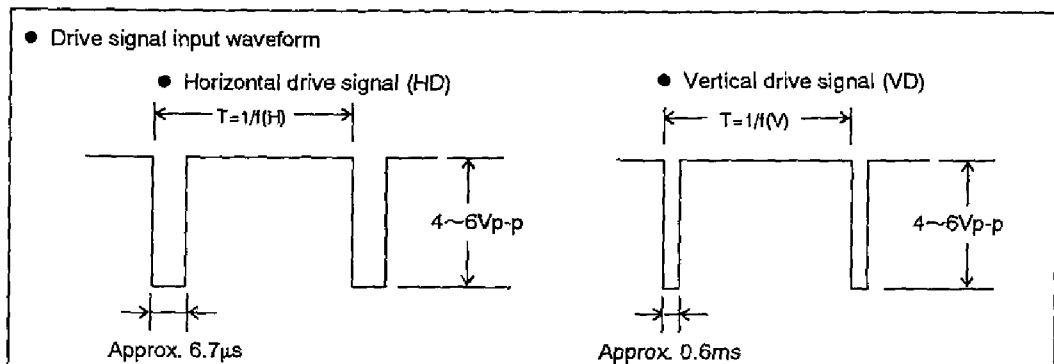 ● Drive signal input waveform
● Horizontal drive signal (HD)
● Vertical drive signal (VD)
T=1/f(H)
T=1/f(V)
4～6Vp-p
4～6Vp-p
Approx. 6.7μs
Approx. 0.6ms